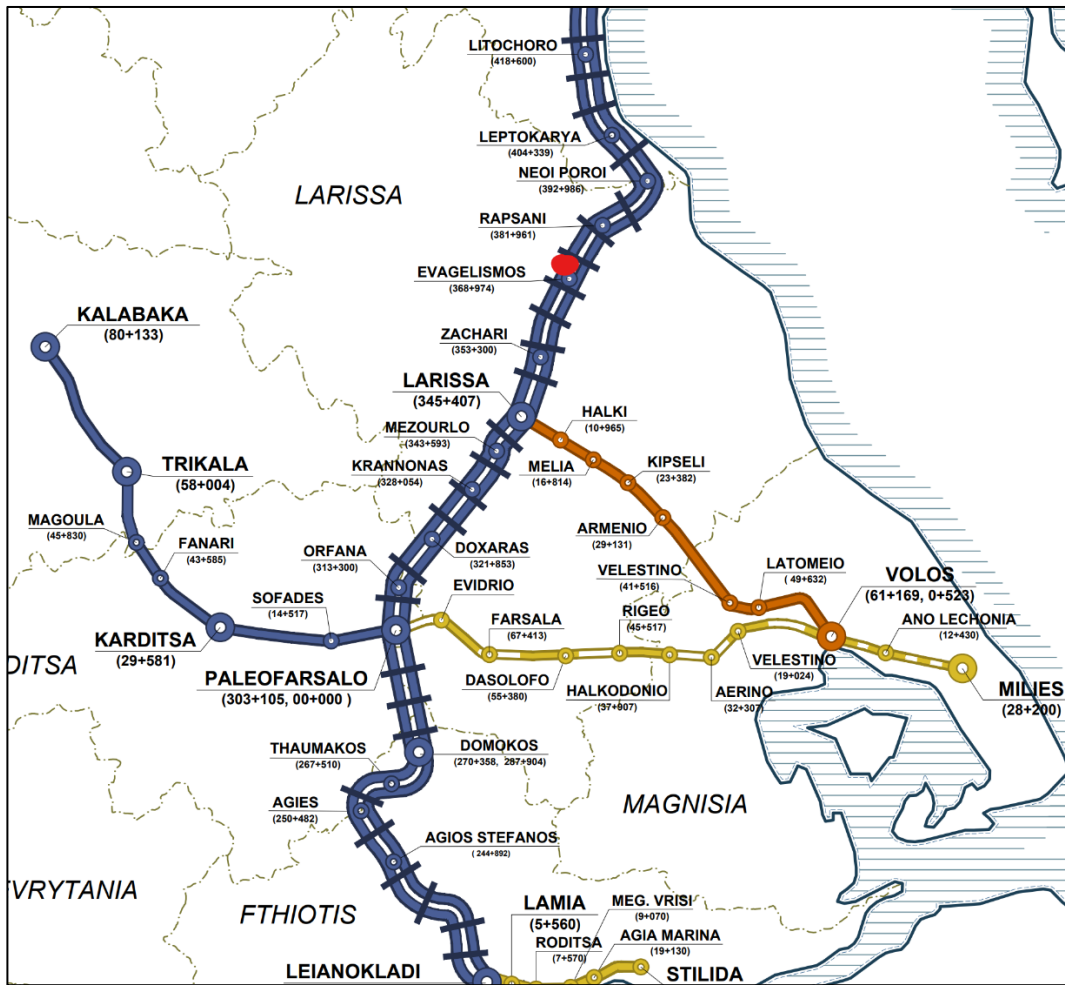 LITOCHORO
(418+600)
LEPTOKARYA
(404+339)
NEOI POROI
(392+986)
LARISSA
RAPSANI
(381+961)
EVAGELISMOS
(368+974)
KALABAKA
(80+133)
ZACHARI
(353+300)
LARISSA
(345+407)
HALKI
(10+965)
MEZOURLO
(343+593)
MELIA
(16+814)
KIPSELI
(23+382)
TRIKALA
(58+004)
KRANNONAS
(328+054)
MAGOULA
(45+830)
ARMENIO
(29+131)
FANARI
(43+585)
ORFANA
(313+300)
DOXARAS
(321+853)
VELESTINO
(41+516)
LATOMEIO
( 49+632)
VOLOS
(61+169, 0+523)
SOFADES
(14+517)
EVIDRIO
FARSALA
(67+413)
RIGEO
(45+517)
ANO LECHONIA
(12+430)
KARDITSA
(29+581)
DITSA
PALEOFARSALO
(303+105, 00+000 )
DASOLOFO
(55+380)
HALKODONIO
(37+907)
AERINO
(32+307)
VELESTINO
(19+024)
MILIES
(28+200)
THAUMAKOS
(267+510)
DOMOKOS
(270+358, 287+904)
AGIES
(250+482)
MAGNISIA
AGIOS STEFANOS
( 244+892)
VRYTANIA
FTHIOTIS
LAMIA
(5+560)
MEG. VRISI
(9+070)
RODITSA
(7+570)
AGIA MARINA
(19+130)
LEIANOKLADI
STILIDA